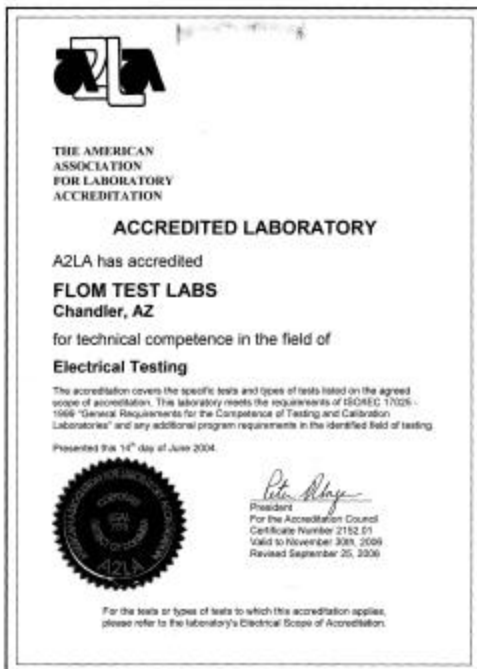 A2LA
THE AMERICAN
ASSOCIATION
FOR LABORATORY
ACCREDITATION
ACCREDITED LABORATORY
A2LA has accredited
FLOM TEST LABS
Chandler, AZ
for technical competence in the field of
Electrical Testing
The accreditation covers the specific tests and types of tests listed on the agreed
scope of accreditation. This laboratory meets the requirements of ISO/IEC 17025 -
1999 "General Requirements for the Competence of Testing and Calibration
Laboratories" and any additional program requirements in the identified field of testing.
Presented this 14th day of June 2004.
President
For the Accreditation Council
Certificate Number 2152.01
Valid to November 30th, 2006
Revised September 25, 2006
CORPORATE
SEAL
1978
A2LA
For the tests or types of tests to which this accreditation applies,
please refer to the laboratory's Electrical Scope of Accreditation.